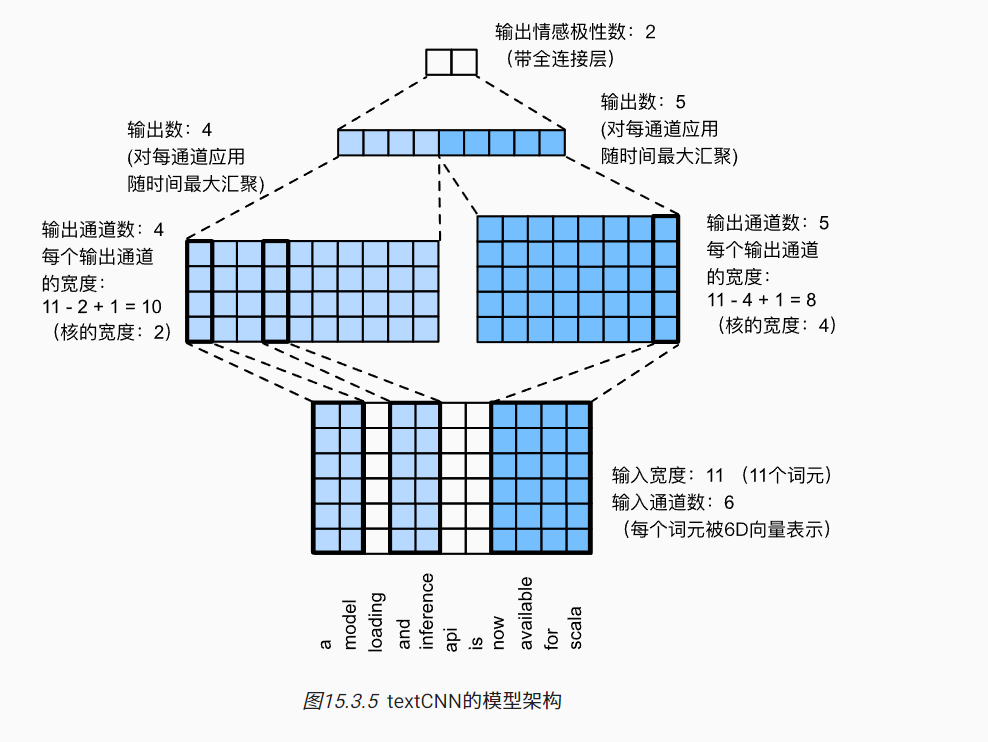 输出情感极性数：2
（带全连接层）
输出数：5
(对每通道应用
随时间最大汇聚)
输出数：4
(对每通道应用
随时间最大汇聚)
输出通道数：4
每个输出通道
的宽度：
11 - 2 + 1 = 10
（核的宽度：2）
输出通道数：5
每个输出通道
的宽度：
11 - 4 + 1 = 8
（核的宽度：4）
输入宽度：11 （11个词元）
输入通道数：6
（每个词元被6D向量表示）
a
model
loading
and
inference
api
is
now
available
for
scala
图15.3.5 textCNN的模型架构